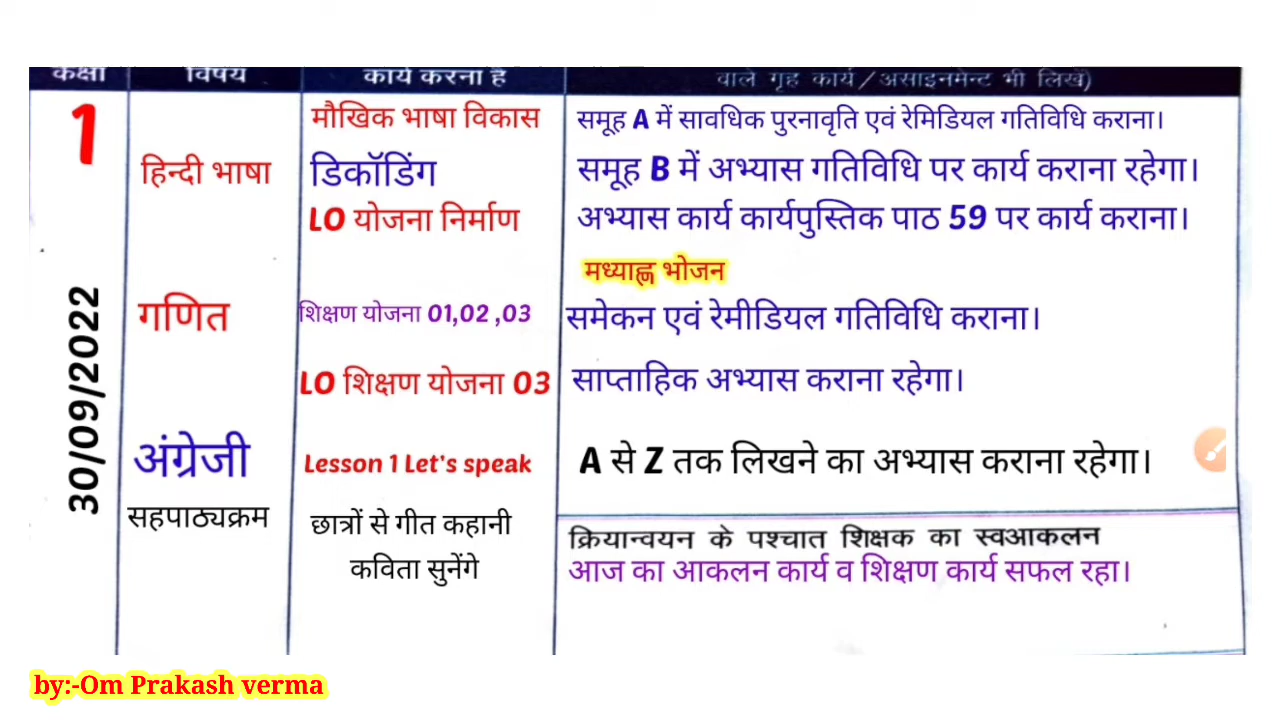 कक्षा विषय कार्य करना है वाले गृह कार्य/असाइनमेन्ट भी लिखें)
1
30/09/2022
हिन्दी भाषा
मौखिक भाषा विकास
डिकॉडिंग
LO योजना निर्माण
समूह A में सावधिक पुरनावृति एवं रेमिडियल गतिविधि कराना।
समूह B में अभ्यास गतिविधि पर कार्य कराना रहेगा।
अभ्यास कार्य कार्यपुस्तिक पाठ 59 पर कार्य कराना।
मध्याह्न भोजन
गणित
शिक्षण योजना 01,02 ,03
समेकन एवं रेमीडियल गतिविधि कराना।
LO शिक्षण योजना 03
साप्ताहिक अभ्यास कराना रहेगा।
अंग्रेजी
Lesson 1 Let's speak
A से Z तक लिखने का अभ्यास कराना रहेगा।
सहपाठ्यक्रम
छात्रों से गीत कहानी
कविता सुनेंगे
क्रियान्वयन के पश्चात शिक्षक का स्वआकलन
आज का आकलन कार्य व शिक्षण कार्य सफल रहा।
by:-Om Prakash verma